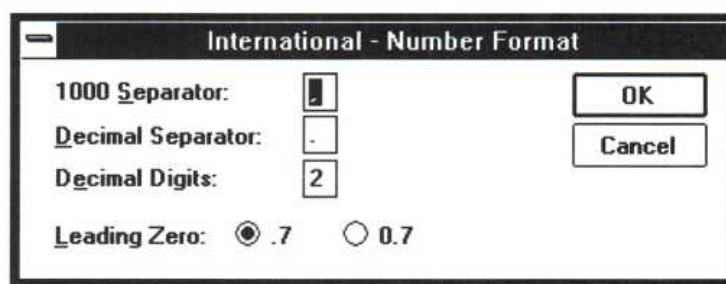 International - Number Format
1000 Separator: ,
OK
Decimal Separator: .
Cancel
Decimal Digits: 2
Leading Zero: .7 0.7